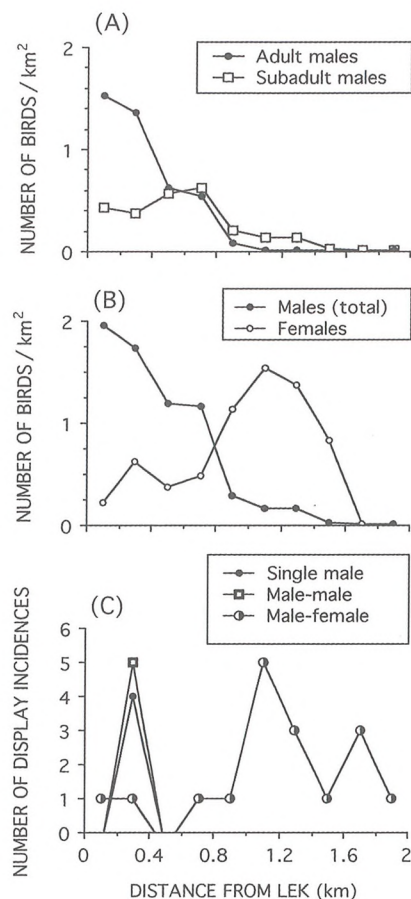 (A)
Adult males
Subadult males
NUMBER OF BIRDS / km²
2
1
0
(B)
Males (total)
Females
NUMBER OF BIRDS / km²
2
1
0
(C)
Single male
Male-male
Male-female
NUMBER OF DISPLAY INCIDENCES
6
5
4
3
2
1
0
0 0.4 0.8 1.2 1.6 2
DISTANCE FROM LEK (km)